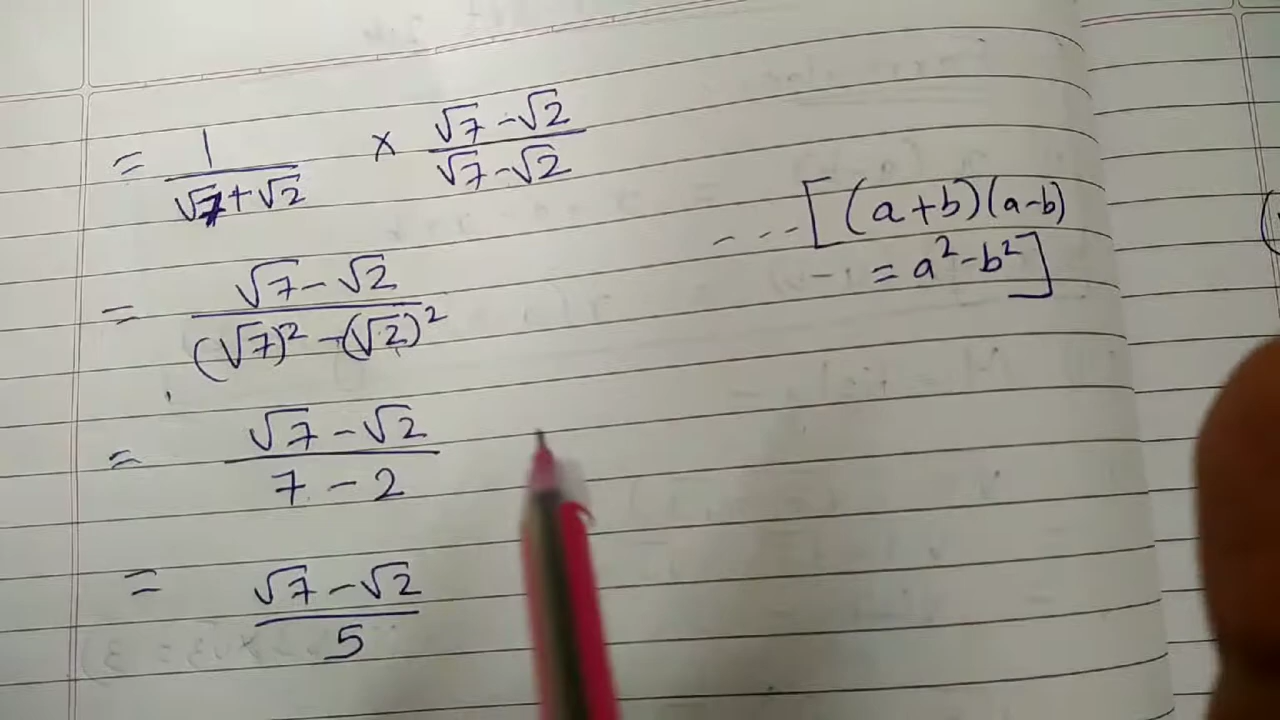 = 1/(√7+√2) × (√7-√2)/(√7-√2)
---[(a+b)(a-b)
= a²-b²]
= (√7-√2)/((√7)²-(√2)²)
= (√7-√2)/(7-2)
= (√7-√2)/5